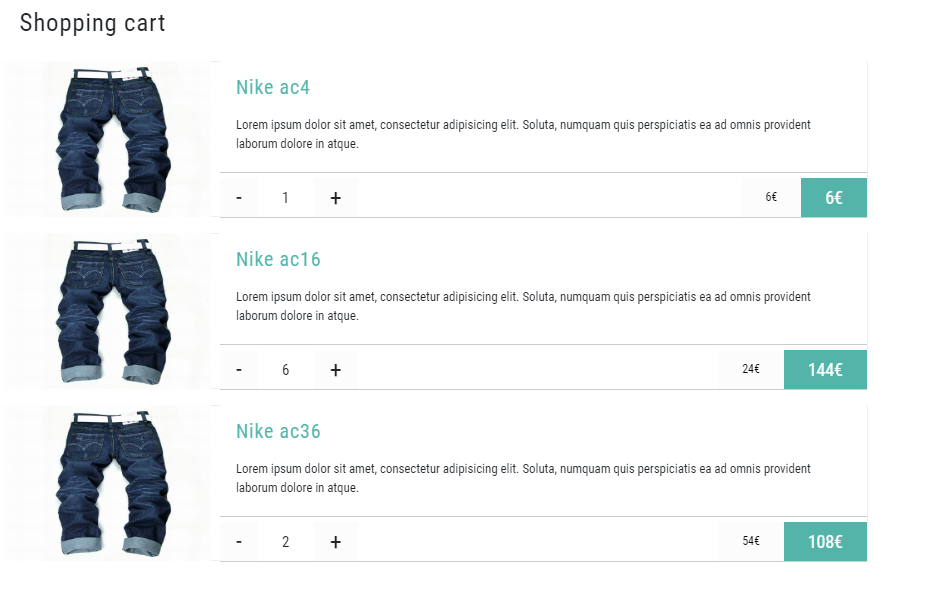 Shopping cart
Nike ac4
Lorem ipsum dolor sit amet, consectetur adipisicing elit. Soluta, numquam quis perspiciatis ea ad omnis provident
laborum dolore in atque.
- 1 + 6€ 6€
Nike ac16
Lorem ipsum dolor sit amet, consectetur adipisicing elit. Soluta, numquam quis perspiciatis ea ad omnis provident
laborum dolore in atque.
- 6 + 24€ 144€
Nike ac36
Lorem ipsum dolor sit amet, consectetur adipisicing elit. Soluta, numquam quis perspiciatis ea ad omnis provident
laborum dolore in atque.
- 2 + 54€ 108€